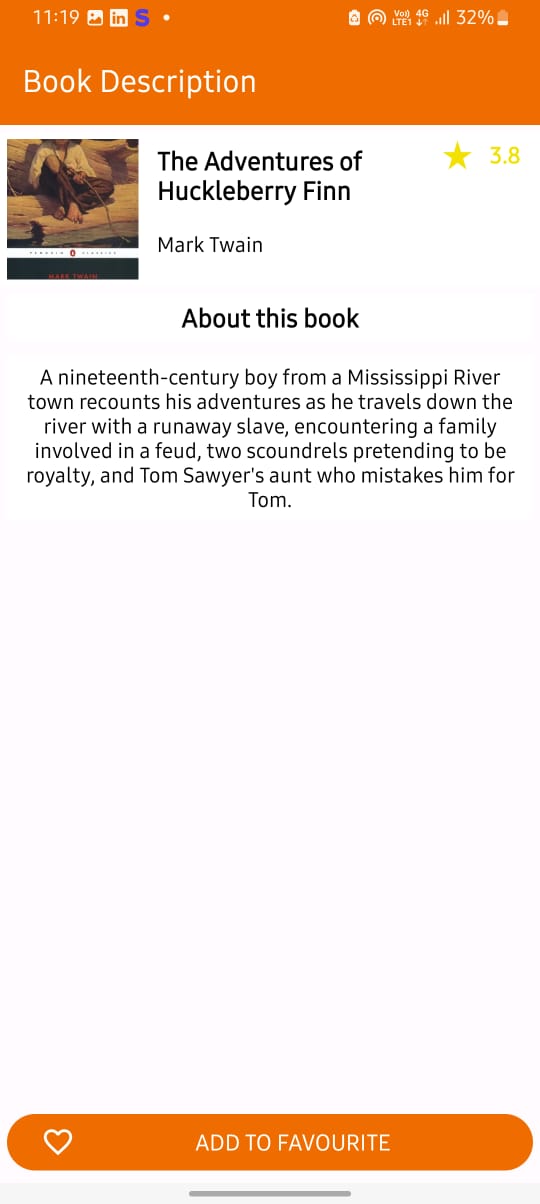 11:19
in
S
Vo)) 4G
LTE1
32%
Book Description
The Adventures of
Huckleberry Finn
3.8
Mark Twain
PENGUIN CLASSICS
MARK TWAIN
About this book
A nineteenth-century boy from a Mississippi River
town recounts his adventures as he travels down the
river with a runaway slave, encountering a family
involved in a feud, two scoundrels pretending to be
royalty, and Tom Sawyer's aunt who mistakes him for
Tom.
ADD TO FAVOURITE